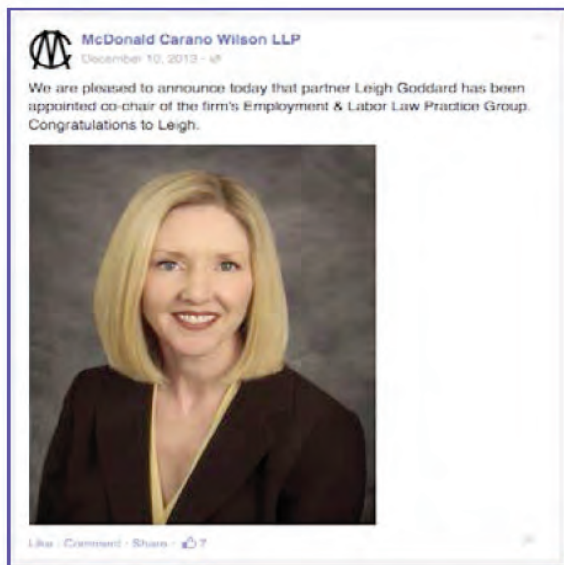 McDonald Carano Wilson LLP
December 10, 2013
We are pleased to announce today that partner Leigh Goddard has been
appointed co-chair of the firm's Employment & Labor Law Practice Group.
Congratulations to Leigh.
Like · Comment · Share · 7